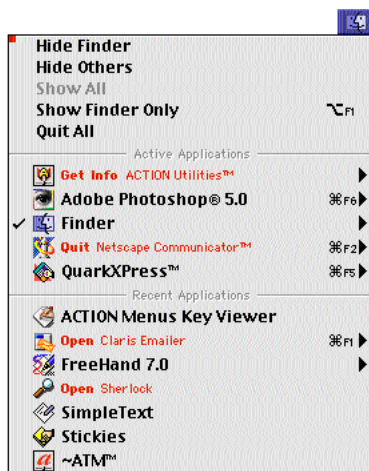 Hide Finder
Hide Others
Show All
Show Finder Only ⌥F1
Quit All
Active Applications
Get Info ACTION Utilities™
Adobe Photoshop® 5.0 ⌘F6
✓ Finder
Quit Netscape Communicator™ ⌘F2
QuarkXPress™ ⌘F5
Recent Applications
ACTION Menus Key Viewer
Open Claris Emailer ⌘F1
FreeHand 7.0
Open Sherlock
SimpleText
Stickies
~ATM™